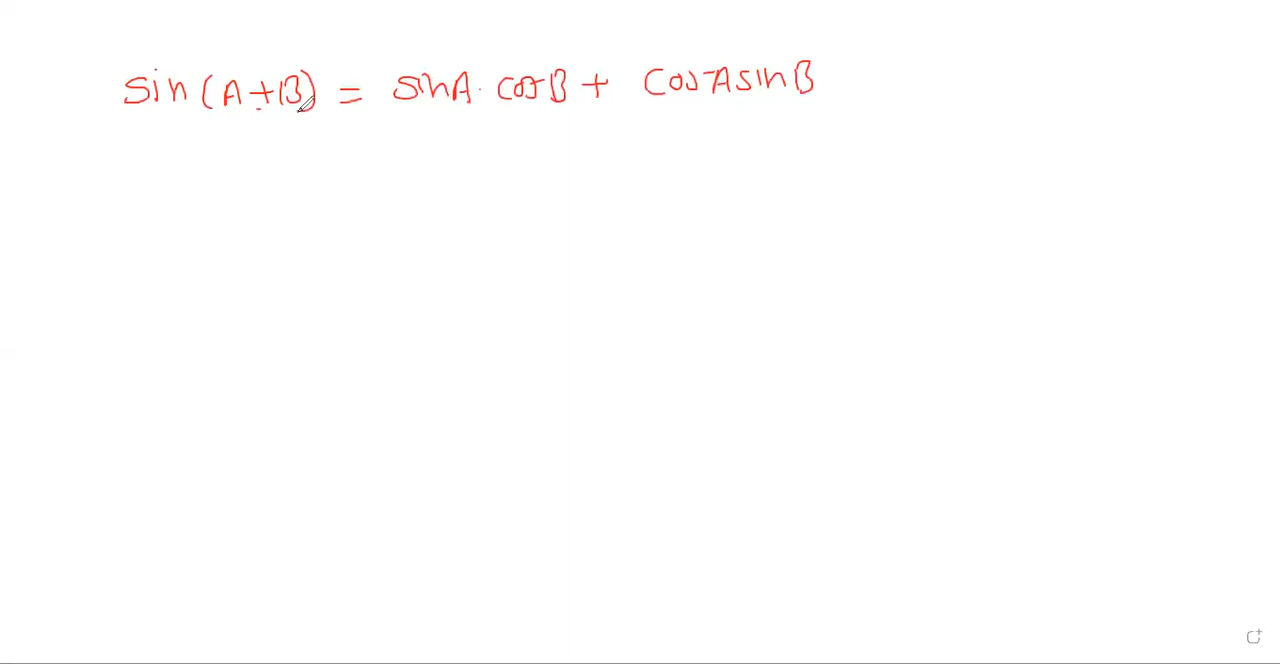 sin (A+B) = sinA. cosB + cosAsinB